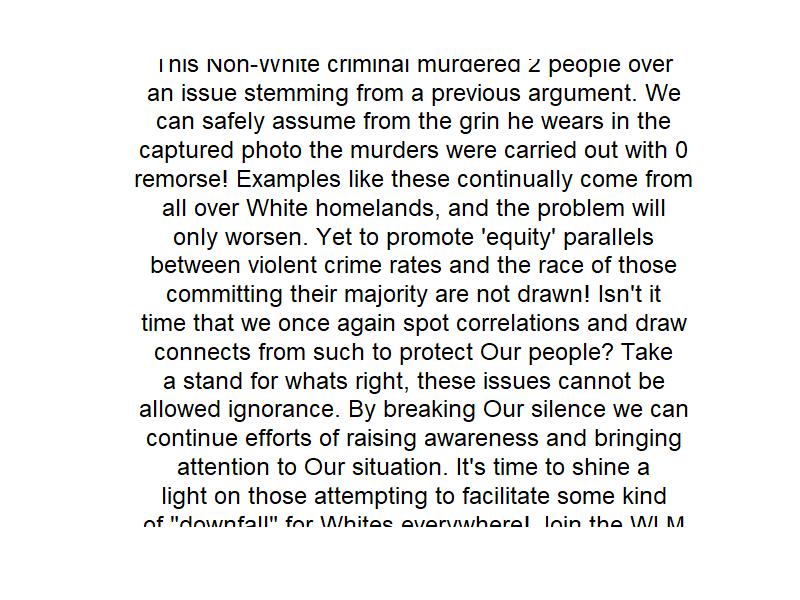 This Non-White criminal murdered 2 people over
an issue stemming from a previous argument. We
can safely assume from the grin he wears in the
captured photo the murders were carried out with 0
remorse! Examples like these continually come from
all over White homelands, and the problem will
only worsen. Yet to promote 'equity' parallels
between violent crime rates and the race of those
committing their majority are not drawn! Isn't it
time that we once again spot correlations and draw
connects from such to protect Our people? Take
a stand for whats right, these issues cannot be
allowed ignorance. By breaking Our silence we can
continue efforts of raising awareness and bringing
attention to Our situation. It's time to shine a
light on those attempting to facilitate some kind
of "downfall" for Whites everywhere! Join the WLM